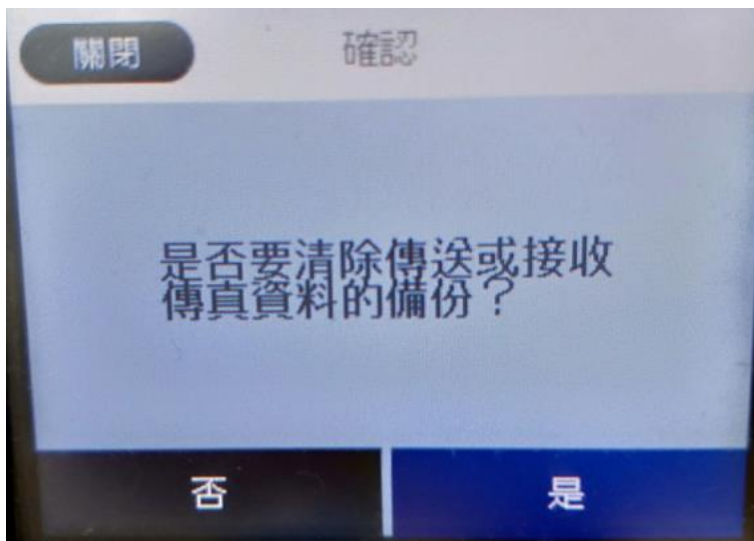 關閉
確認
是否要清除傳送或接收
傳真資料的備份？
否
是